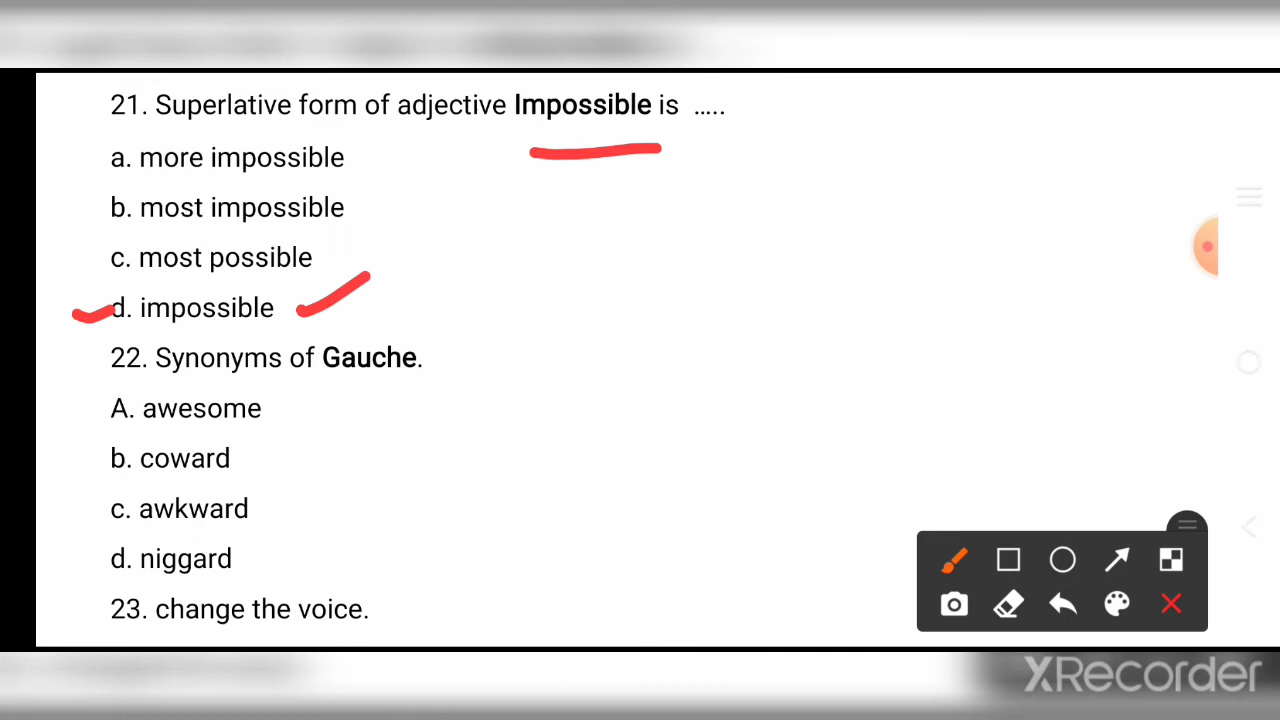 21. Superlative form of adjective Impossible is .....
a. more impossible
b. most impossible
c. most possible
d. impossible
22. Synonyms of Gauche.
A. awesome
b. coward
c. awkward
d. niggard
23. change the voice.
XRecorder